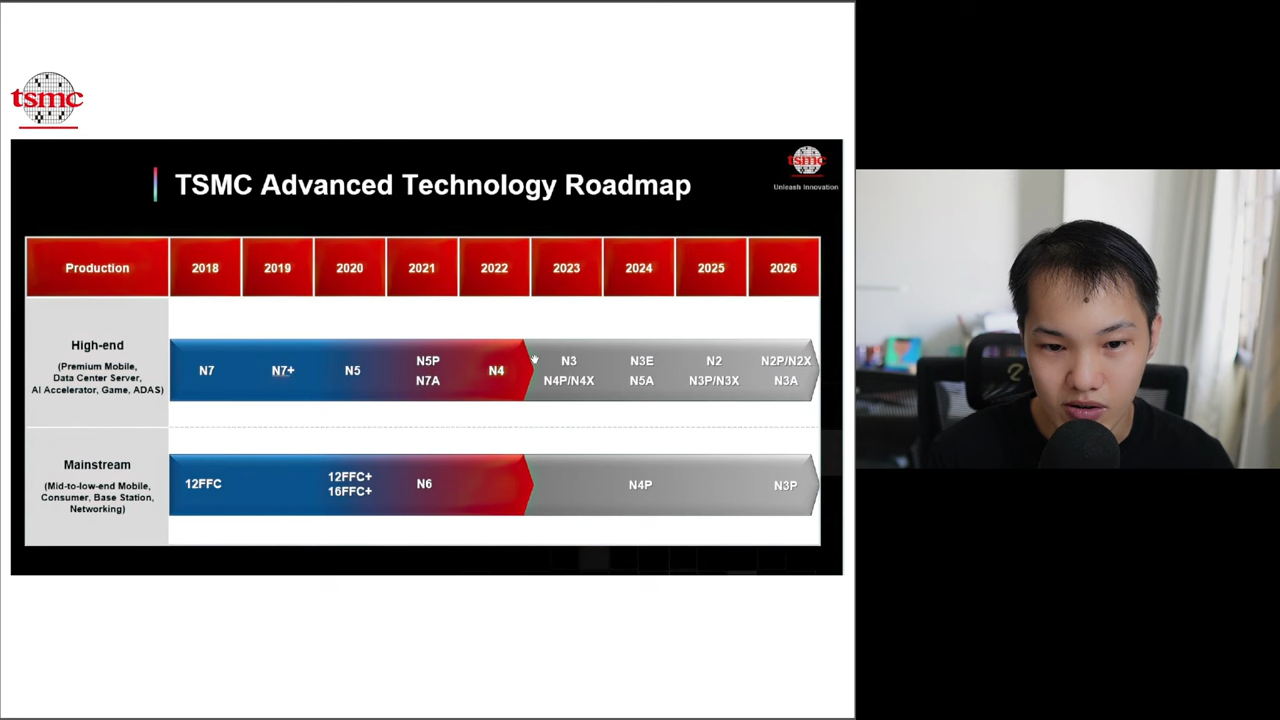 tsmc
TSMC Advanced Technology Roadmap
tsmc
Unleash Innovation
Production 2018 2019 2020 2021 2022 2023 2024 2025 2026
High-end
(Premium Mobile,
Data Center Server,
AI Accelerator, Game, ADAS)
N7 N7+ N5 N5P N4 N3 N3E N2 N2P/N2X
N7A N4P/N4X N5A N3P/N3X N3A
Mainstream
(Mid-to-low-end Mobile,
Consumer, Base Station,
Networking)
12FFC 12FFC+ N6 N4P N3P
16FFC+